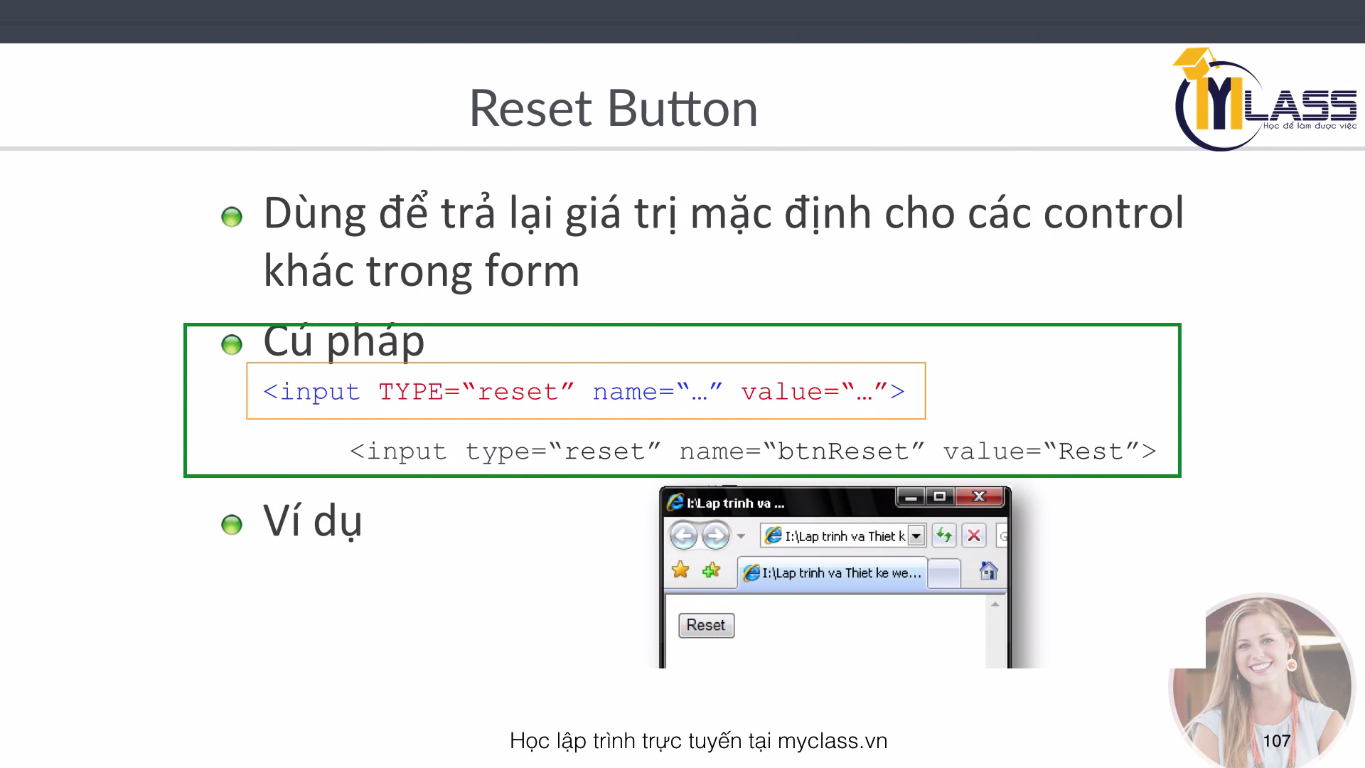 Reset Button
MYLASS
Học để làm được việc
Dùng để trả lại giá trị mặc định cho các control
khác trong form
Cú pháp
<input TYPE=“reset” name=“…” value=“…”>
<input type=“reset” name=“btnReset” value=“Rest”>
Ví dụ
I:\Lap trinh va ...
I:\Lap trinh va Thiet k
I:\Lap trinh va Thiet ke we...
Reset
Học lập trình trực tuyến tại myclass.vn
107